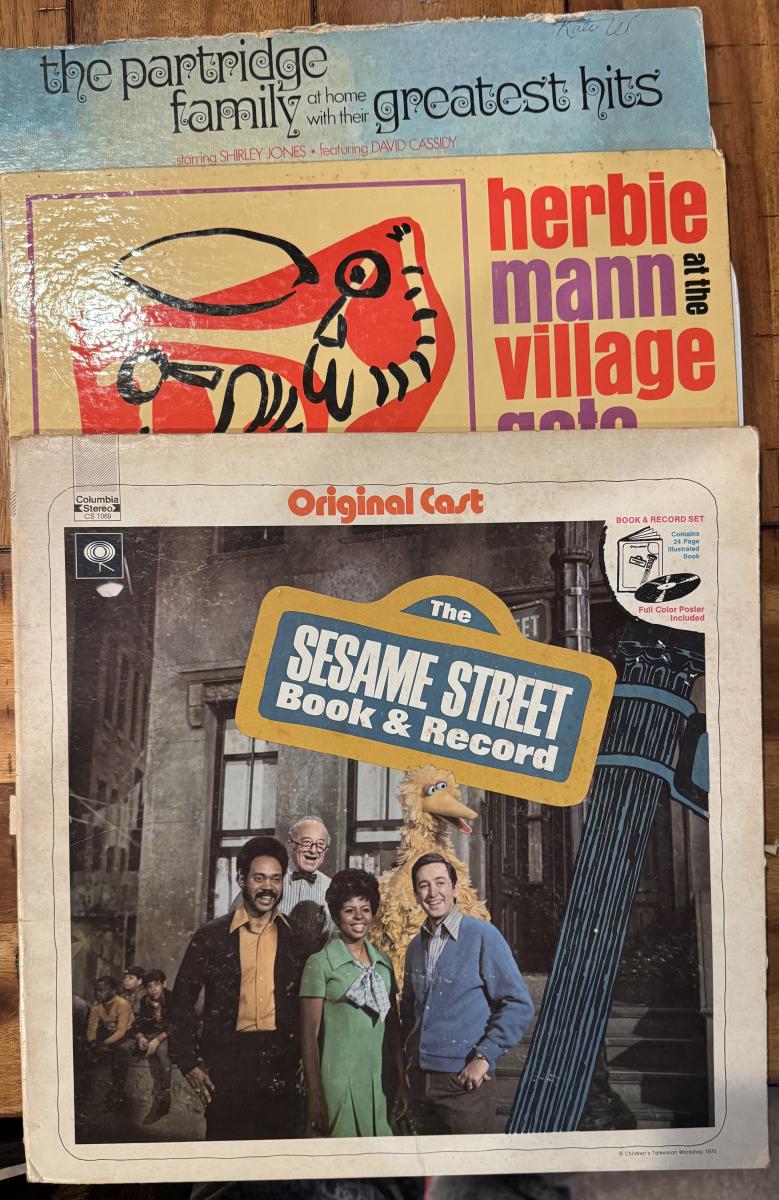 the partridge
family at home
with their greatest hits
starring SHIRLEY JONES • featuring DAVID CASSIDY
herbie
mann at the
village
gate
Columbia
Stereo
CS 1069
Original Cast
BOOK & RECORD SET
Contains
24 Page
Illustrated
Book
Full Color Poster
Included
The
SESAME STREET
Book & Record
EET
© Children's Television Workshop 1970